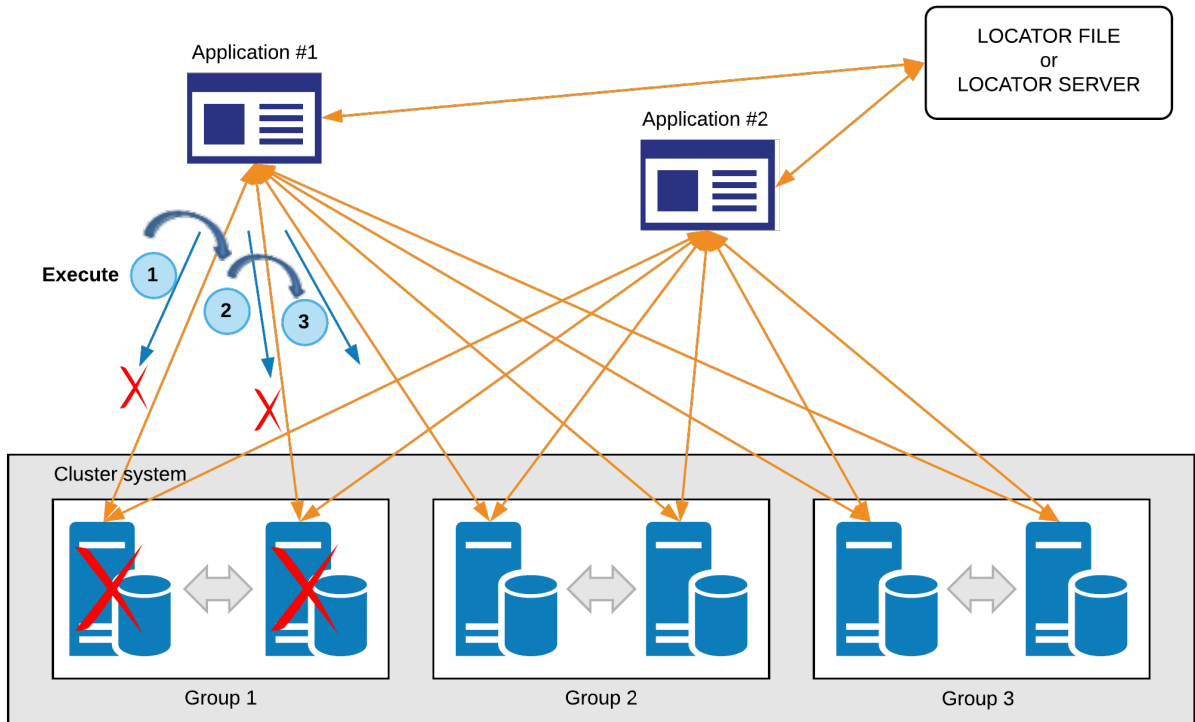 Application #1
LOCATOR FILE
or
LOCATOR SERVER
Application #2
Execute
1
2
3
Cluster system
Group 1
Group 2
Group 3